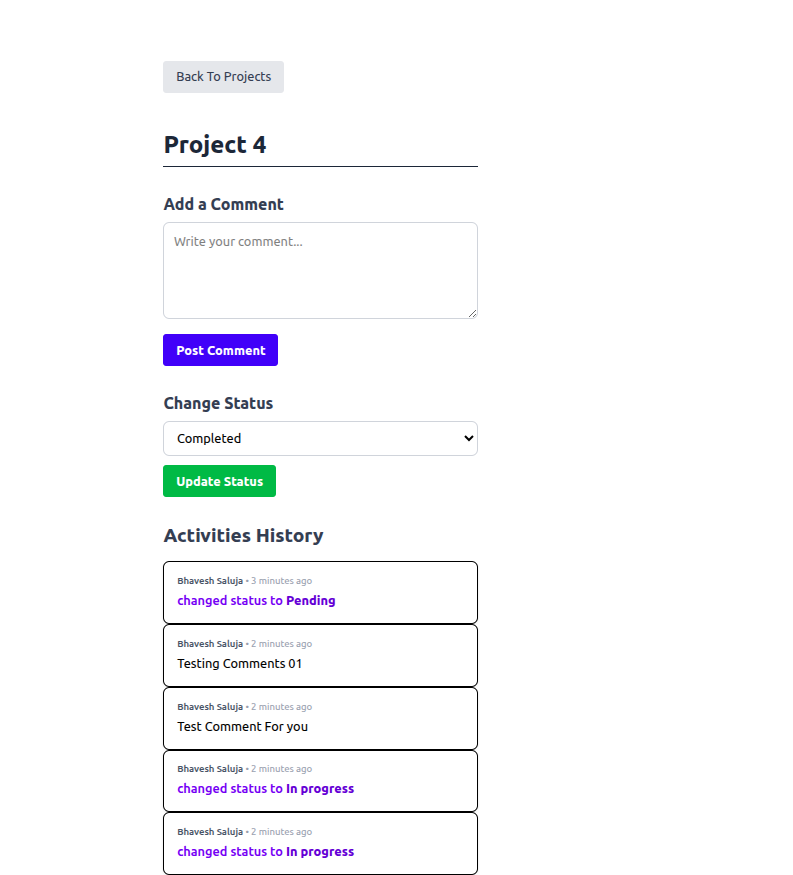 Back To Projects
Project 4
Add a Comment
Write your comment...
Post Comment
Change Status
Completed
Update Status
Activities History
Bhavesh Saluja • 3 minutes ago
changed status to Pending
Bhavesh Saluja • 2 minutes ago
Testing Comments 01
Bhavesh Saluja • 2 minutes ago
Test Comment For you
Bhavesh Saluja • 2 minutes ago
changed status to In progress
Bhavesh Saluja • 2 minutes ago
changed status to In progress